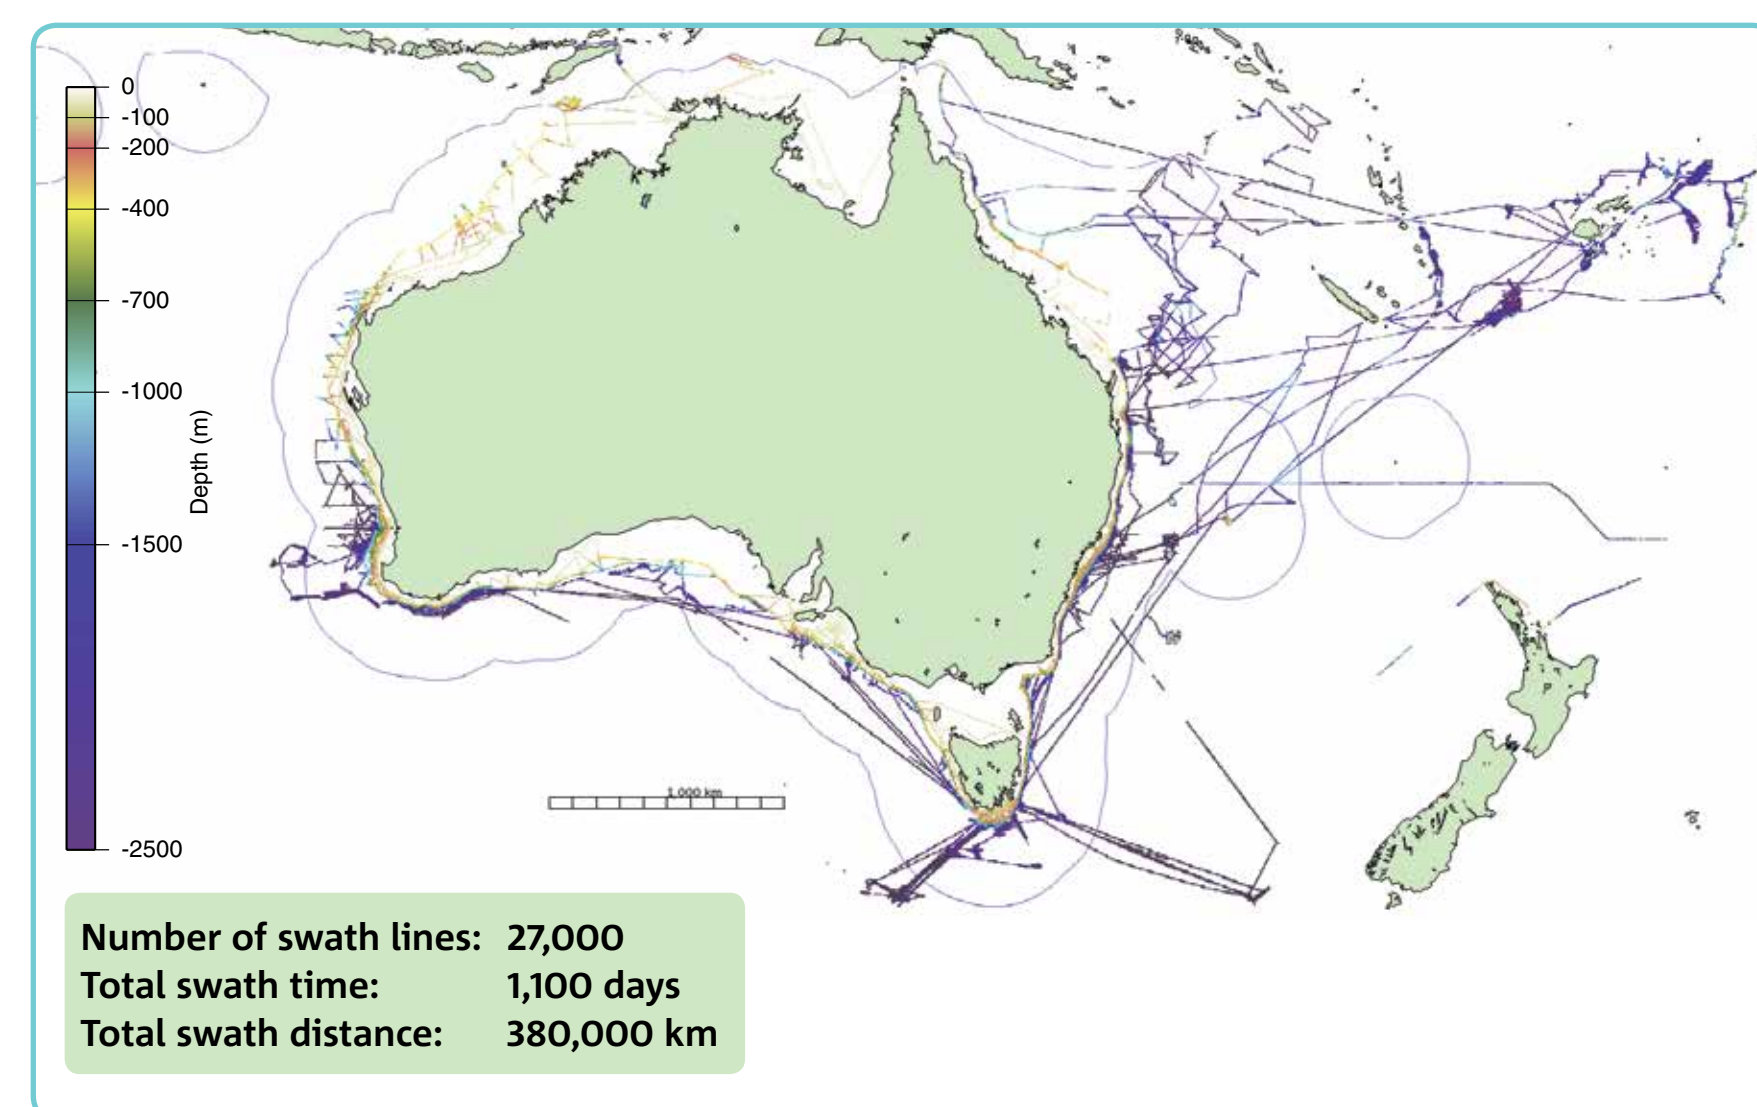 0
-100
-200
-400
-700
-1000
-1500
-2500
Depth (m)
1,000 km
Number of swath lines: 27,000
Total swath time: 1,100 days
Total swath distance: 380,000 km